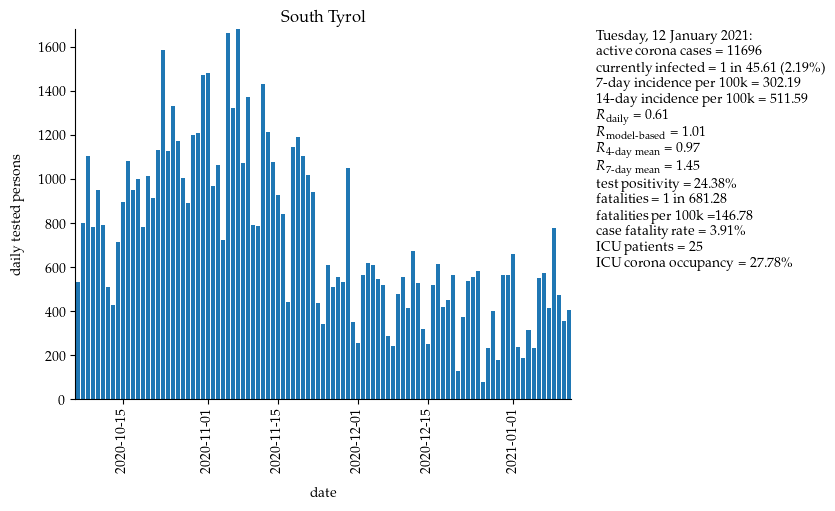 South Tyrol
1600
1400
1200
1000
800
600
400
200
0
daily tested persons
2020-10-15
2020-11-01
2020-11-15
2020-12-01
2020-12-15
2021-01-01
date
Tuesday, 12 January 2021:
active corona cases = 11696
currently infected = 1 in 45.61 (2.19%)
7-day incidence per 100k = 302.19
14-day incidence per 100k = 511.59
R daily = 0.61
R model-based = 1.01
R 4-day mean = 0.97
R 7-day mean = 1.45
test positivity = 24.38%
fatalities = 1 in 681.28
fatalities per 100k =146.78
case fatality rate = 3.91%
ICU patients = 25
ICU corona occupancy = 27.78%